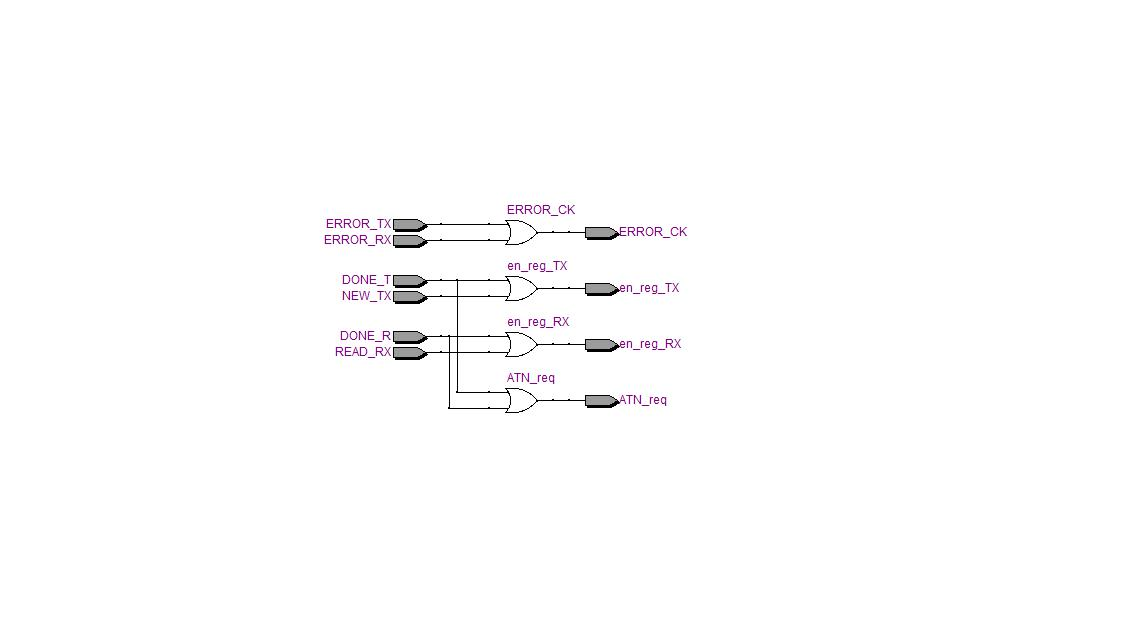 ERROR_CK
ERROR_TX
ERROR_RX
ERROR_CK
en_reg_TX
DONE_T
NEW_TX
en_reg_TX
en_reg_RX
DONE_R
READ_RX
en_reg_RX
ATN_req
ATN_req